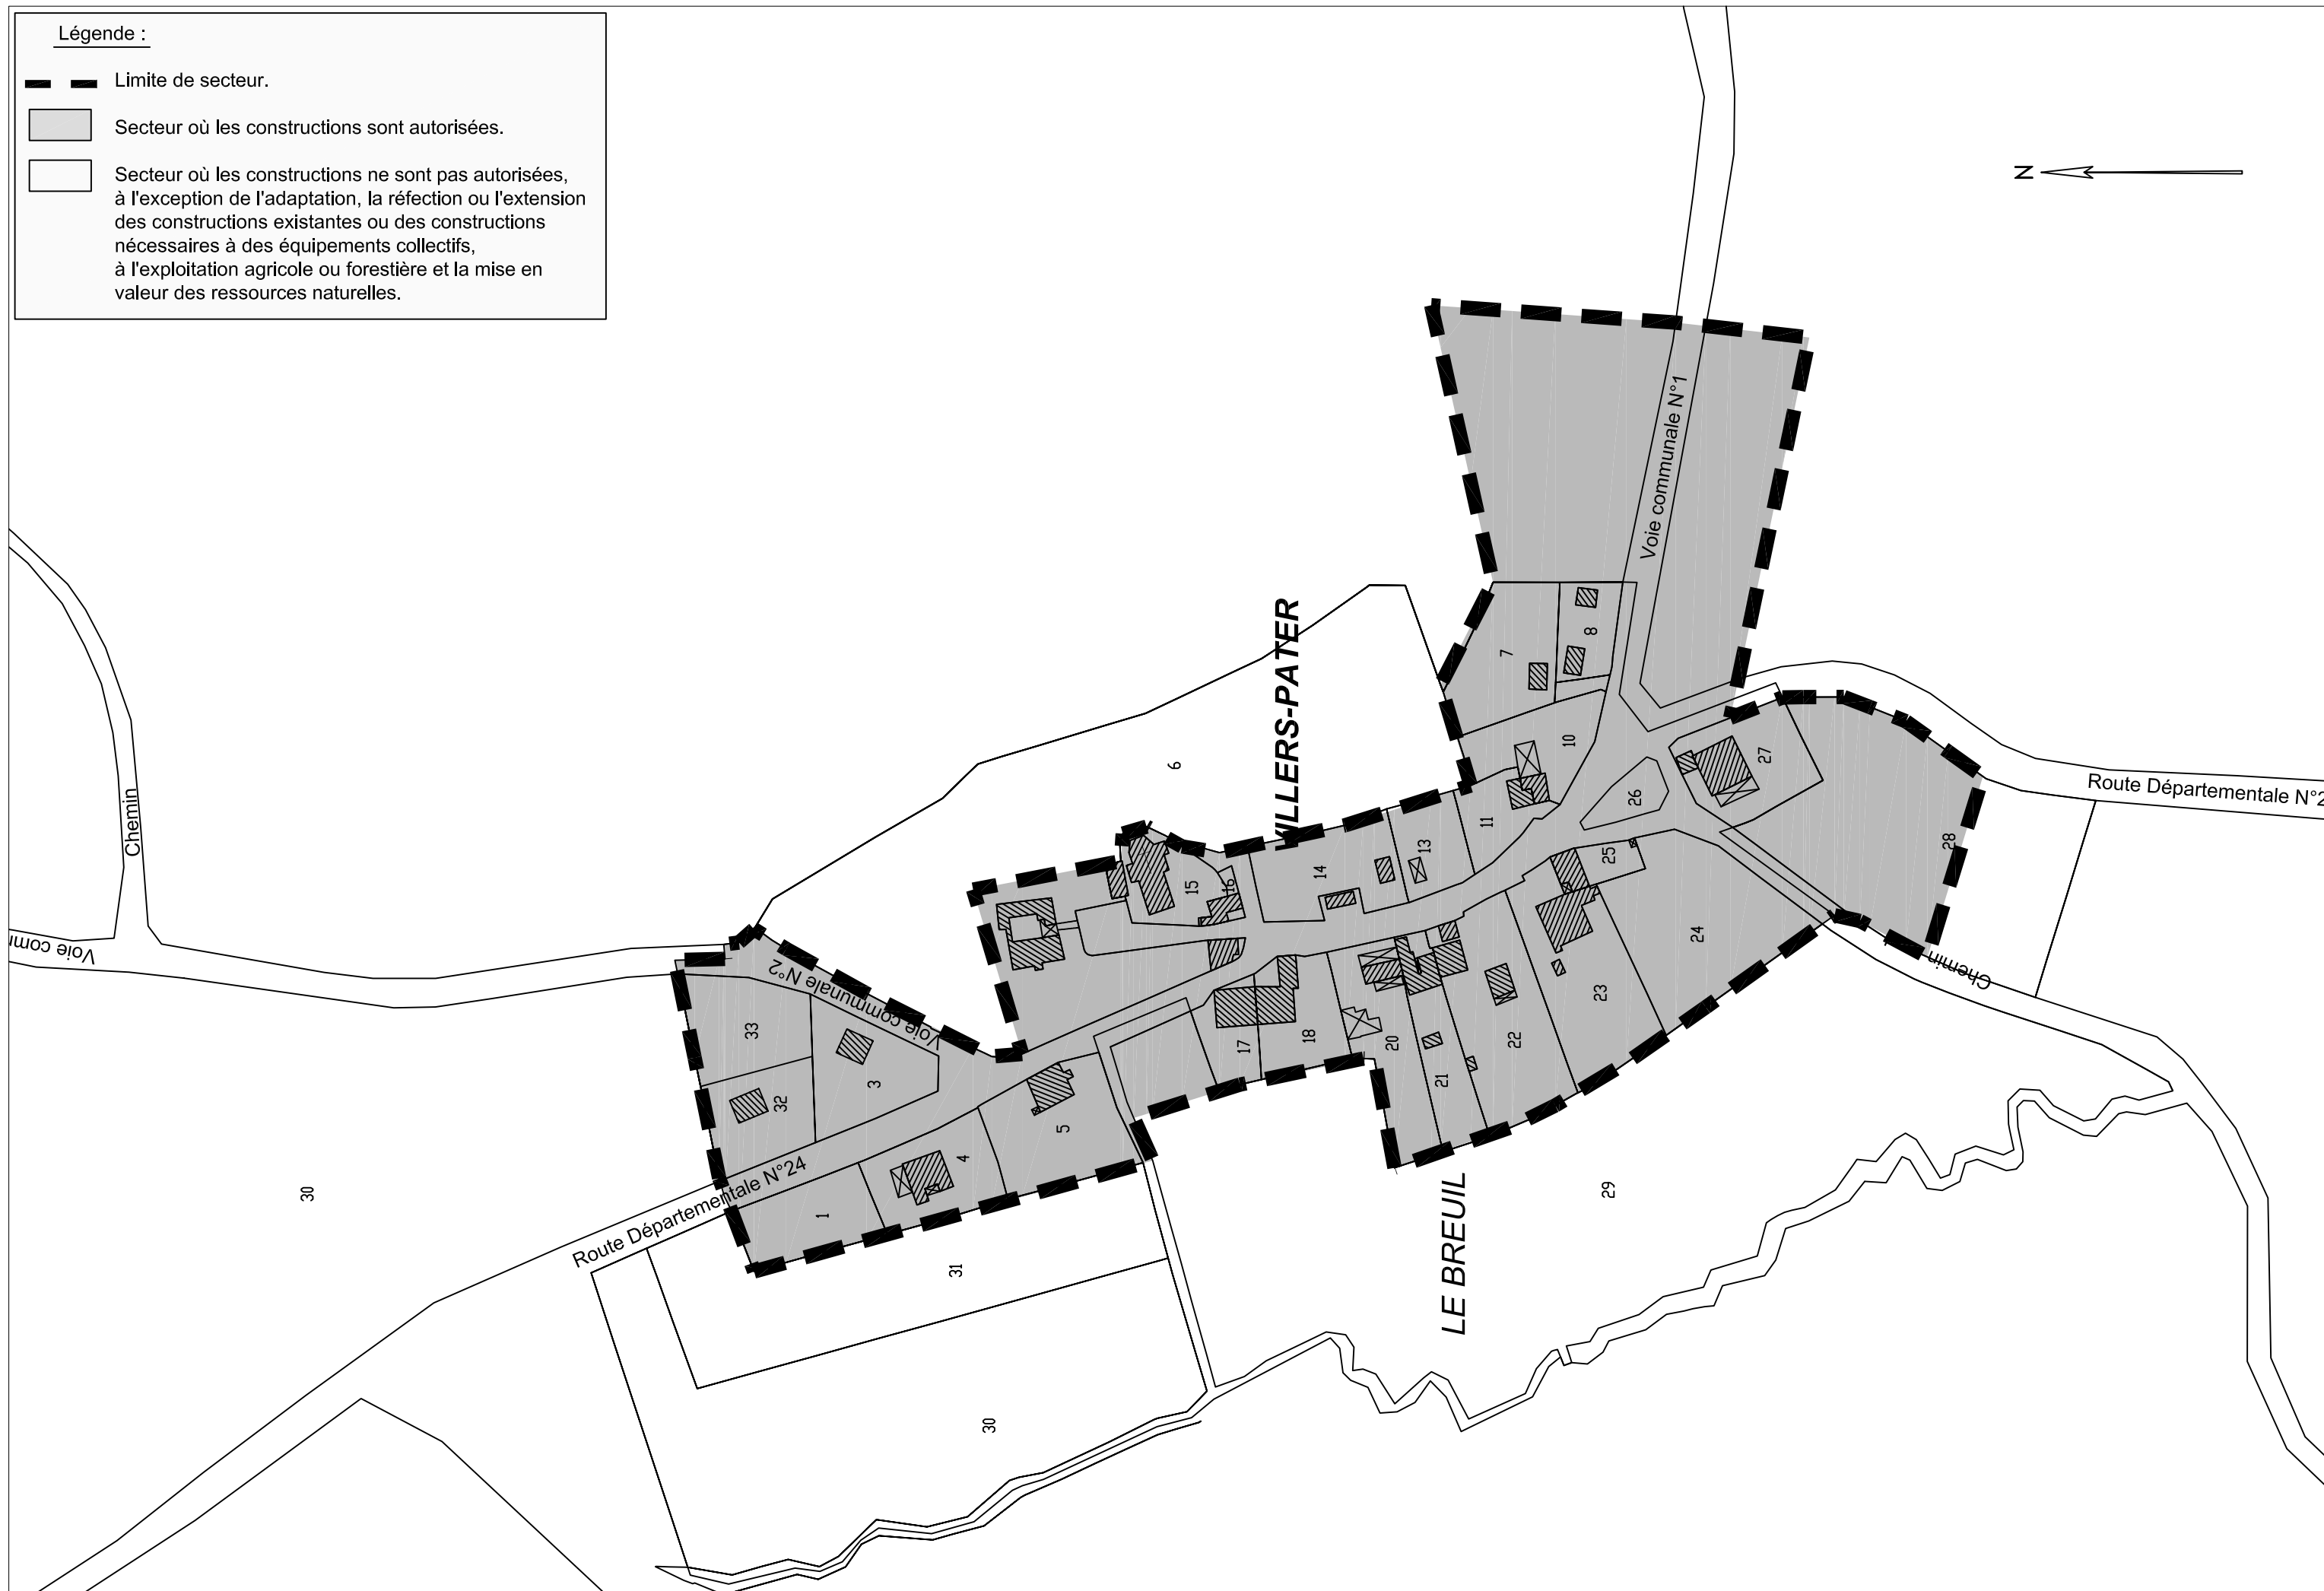 Légende :
Limite de secteur.
Secteur où les constructions sont autorisées.
Secteur où les constructions ne sont pas autorisées,
à l'exception de l'adaptation, la réfection ou l'extension
des constructions existantes ou des constructions
nécessaires à des équipements collectifs,
à l'exploitation agricole ou forestière et la mise en
valeur des ressources naturelles.
N
Voie communale N°1
VILLERS-PATER
7
8
6
10
27
26
Route Départementale N°2
Chemin
11
13
14
25
28
15
16
Voie comm
Voie communale N°2
24
Chemin
33
23
17
18
20
22
21
3
32
5
4
Route Départementale N°24
1
30
29
LE BREUIL
31
30